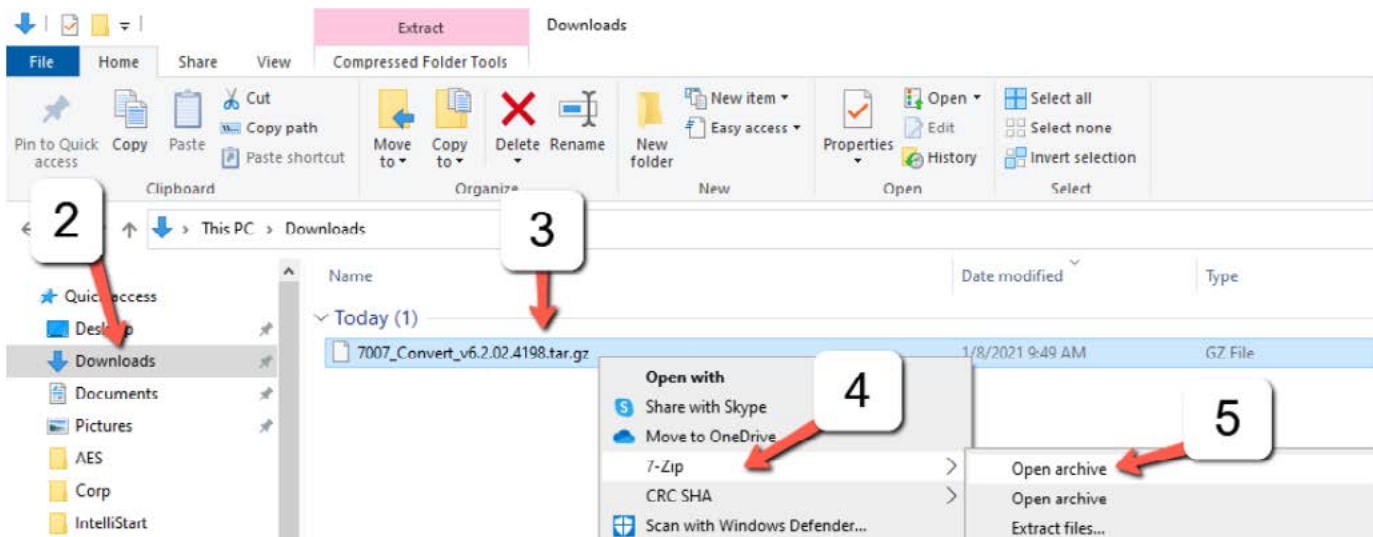 Extract
Downloads
File Home Share View Compressed Folder Tools
Pin to Quick access
Copy
Paste
Cut
Copy path
Paste shortcut
Move to
Copy to
Delete
Rename
New folder
New item
Easy access
Properties
Open
Edit
History
Select all
Select none
Invert selection
Clipboard Organize New Open Select
2
3
This PC > Downloads
Name Date modified Type
Quick access
Desktop
Downloads
Documents
Pictures
AES
Corp
IntelliStart
Today (1)
7007_Convert_v6.2.02.4198.tar.gz 1/8/2021 9:49 AM GZ File
Open with
Share with Skype
Move to OneDrive
7-Zip
CRC SHA
Scan with Windows Defender...
4
5
Open archive
Open archive
Extract files...